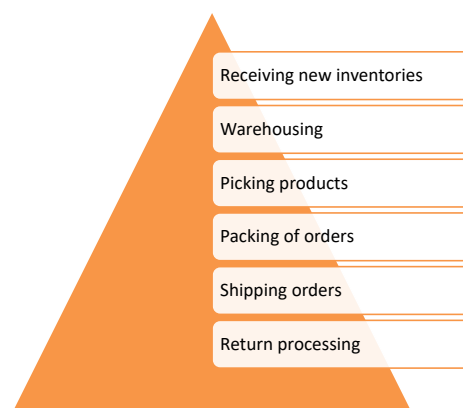 Receiving new inventories
Warehousing
Picking products
Packing of orders
Shipping orders
Return processing